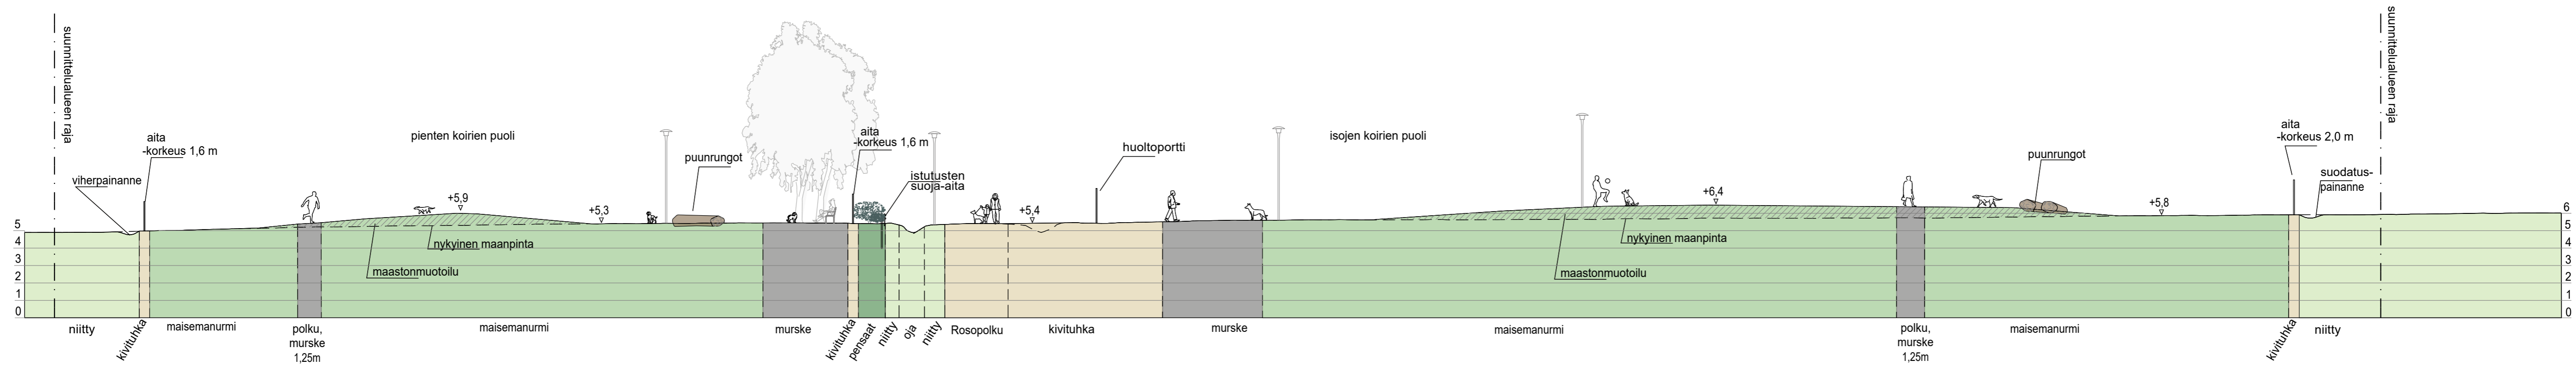 suunnittelualueen raja
suunnittelualueen raja
aita
-korkeus 1,6 m
viherpainanne
pienten koirien puoli
+5,9
+5,3
puunrungot
aita
-korkeus 1,6 m
istutusten
suoja-aita
+5,4
huoltoportti
isojen koirien puoli
+6,4
puunrungot
+5,8
aita
-korkeus 2,0 m
suodatus-
painanne
nykyinen maanpinta
maastonmuotoilu
nykyinen maanpinta
maastonmuotoilu
5
4
3
2
1
0
6
5
4
3
2
1
0
niitty
kivituhka
maisemanurmi
polku,
murske
1,25m
maisemanurmi
murske
kivituhka
pensaat
niitty
oja
niitty
Rosopolku
kivituhka
murske
maisemanurmi
polku,
murske
1,25m
maisemanurmi
kivituhka
niitty